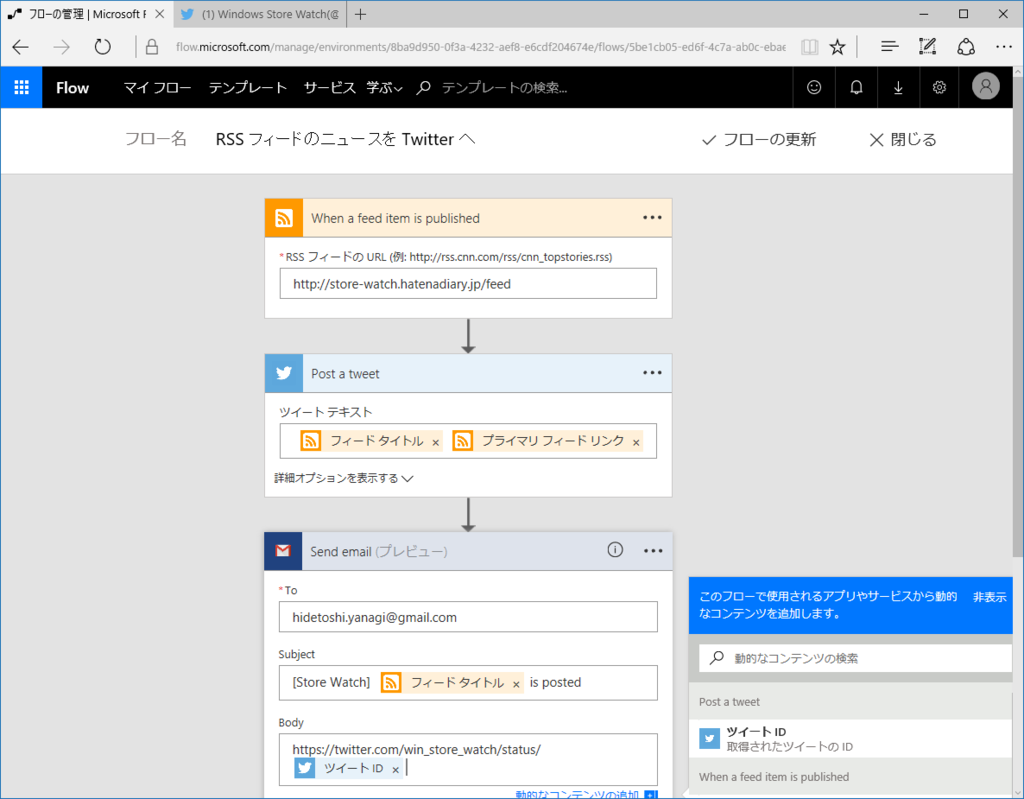 フローの管理 | Microsoft F
(1) Windows Store Watch(@
flow.microsoft.com/manage/environments/8ba9d950-0f3a-4232-aef8-e6cdf204674e/flows/5be1cb05-ed6f-4c7a-ab0c-ebae
Flow マイ フロー テンプレート サービス 学ぶ テンプレートの検索...
フロー名 RSS フィードのニュースを Twitter へ フローの更新 閉じる
When a feed item is published
*RSS フィードの URL (例: http://rss.cnn.com/rss/cnn_topstories.rss)
http://store-watch.hatenadiary.jp/feed
Post a tweet
ツイート テキスト
フィード タイトル × プライマリ フィード リンク ×
詳細オプションを表示する
Send email (プレビュー)
*To
hidetoshi.yanagi@gmail.com
Subject
[Store Watch] フィード タイトル × is posted
Body
https://twitter.com/win_store_watch/status/
ツイート ID ×
動的なコンテンツの追加
このフローで使用されるアプリやサービスから動的 非表示
なコンテンツを追加します。
動的なコンテンツの検索
Post a tweet
ツイート ID
取得されたツイートの ID
When a feed item is published